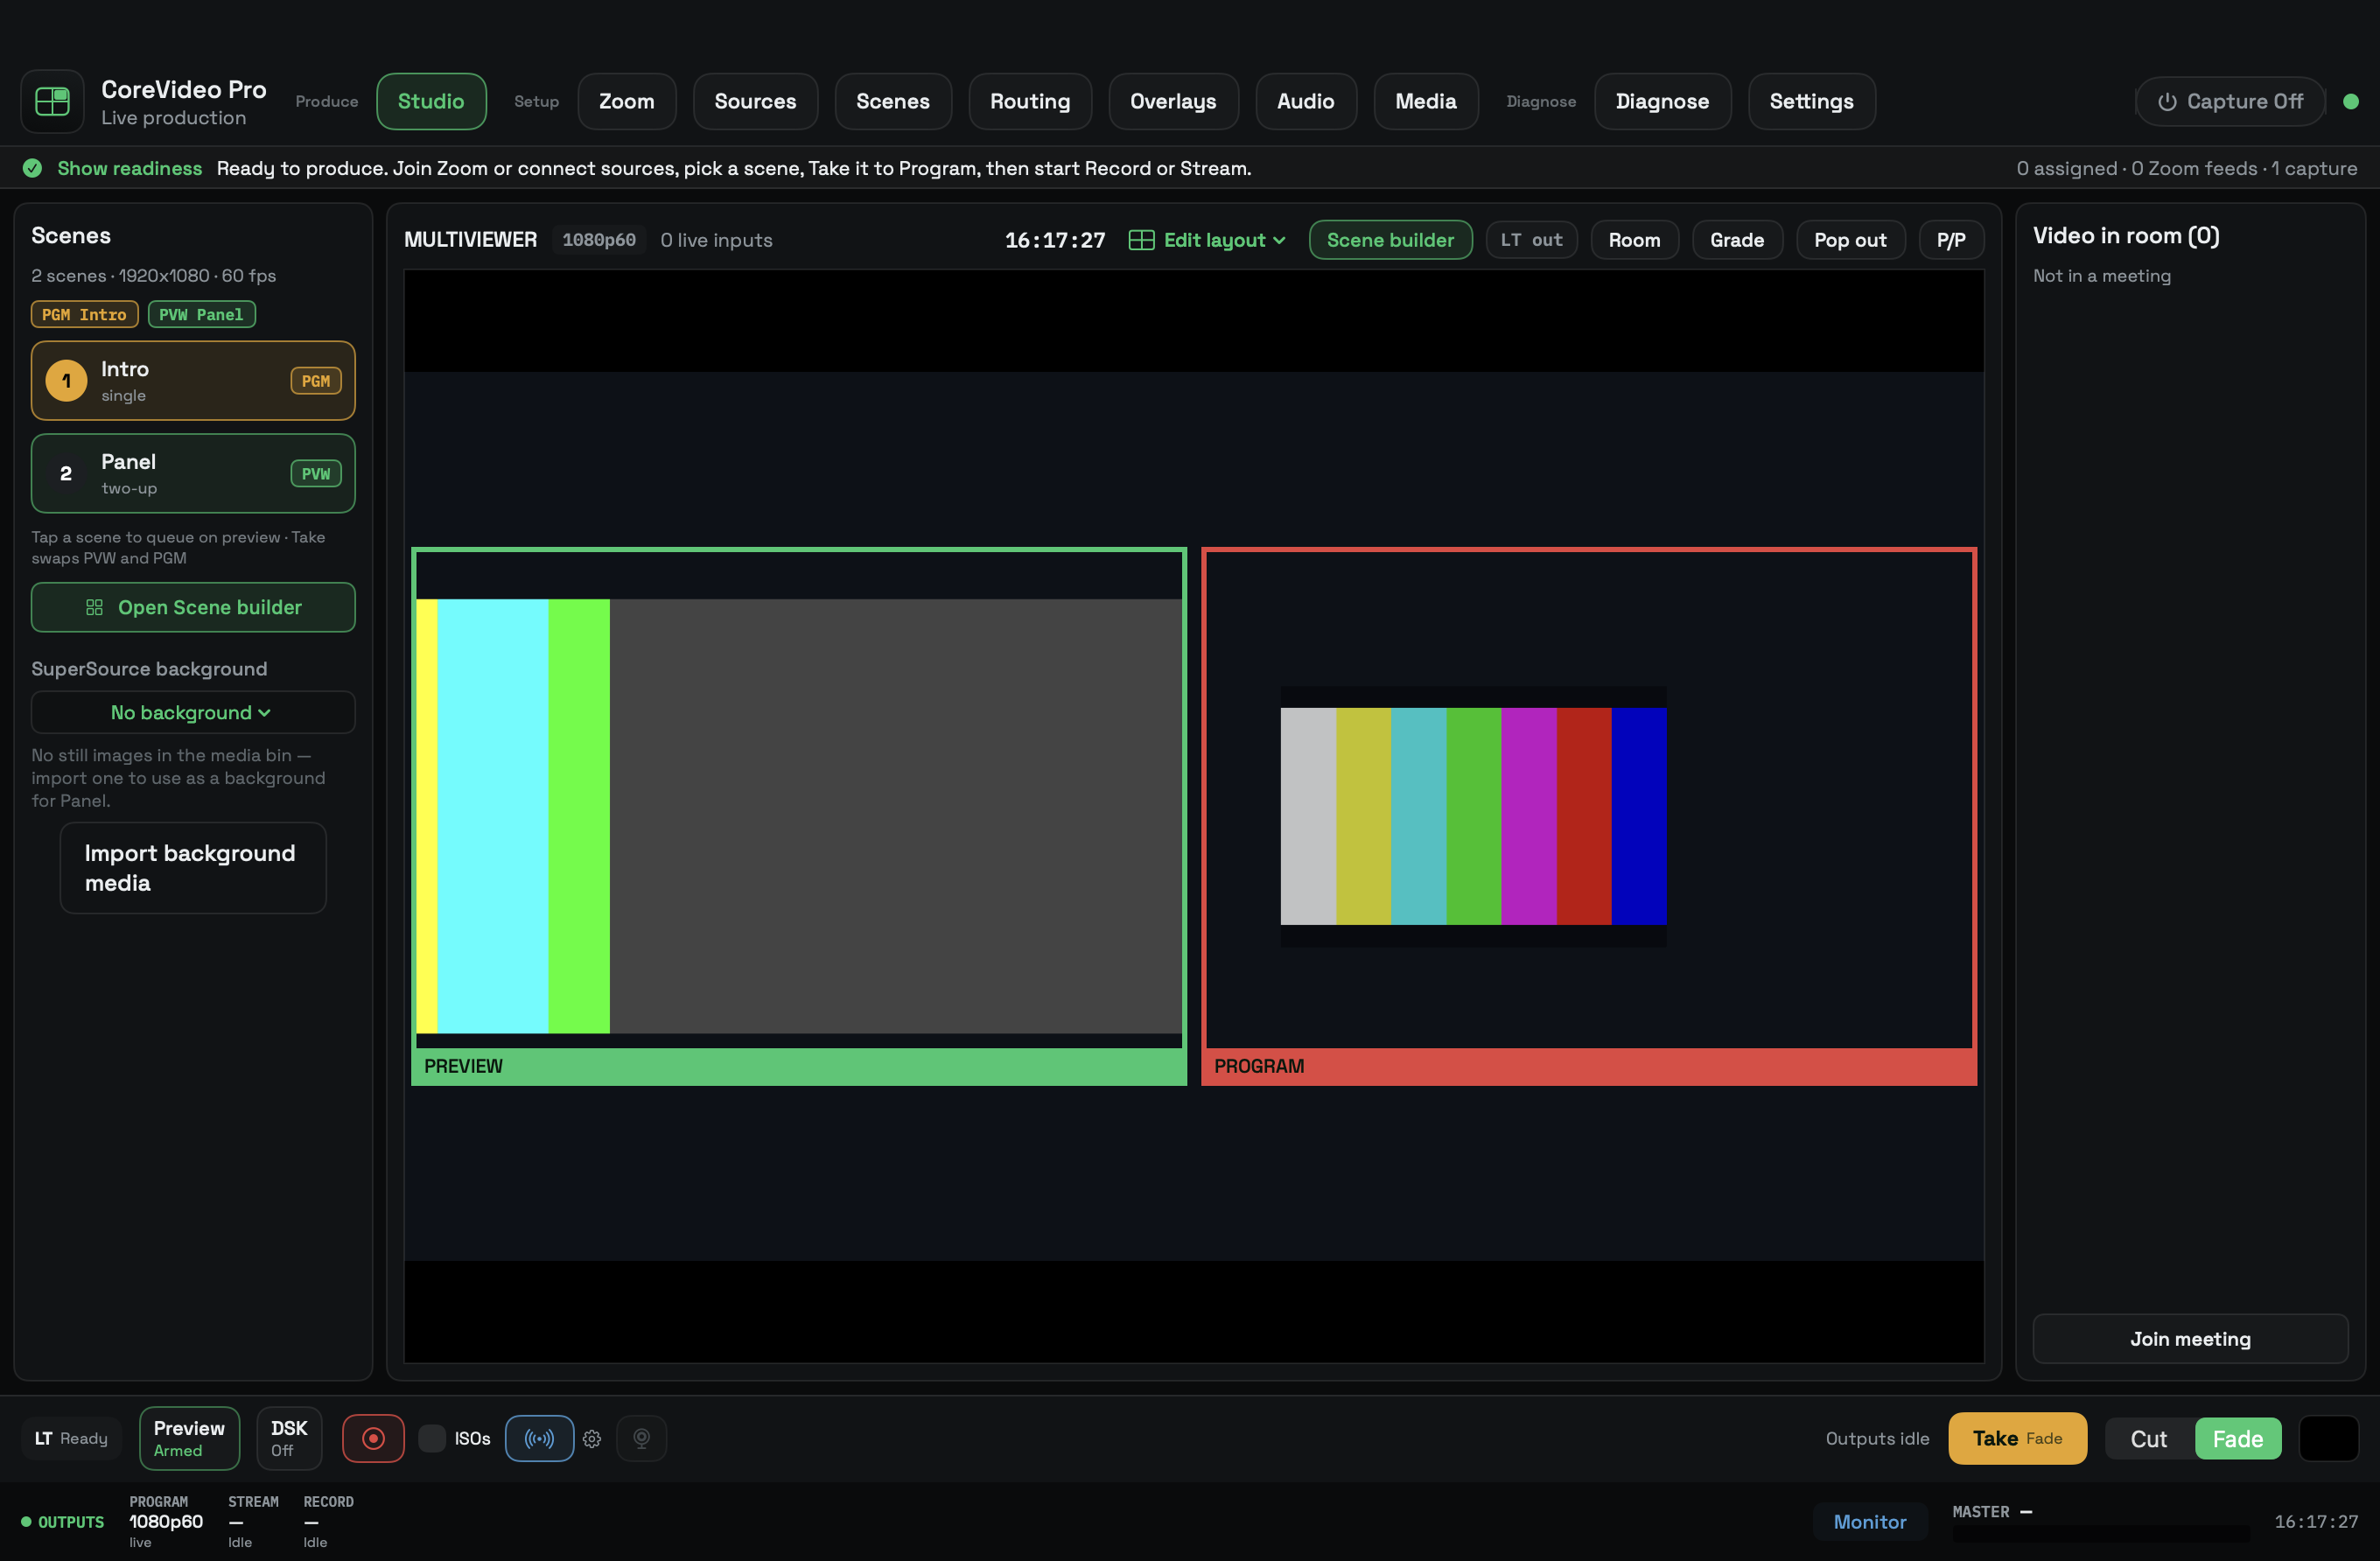 CoreVideo Pro
Live production
Produce
Studio
Setup
Zoom
Sources
Scenes
Routing
Overlays
Audio
Media
Diagnose
Diagnose
Settings
Capture Off
Show readiness Ready to produce. Join Zoom or connect sources, pick a scene, Take it to Program, then start Record or Stream.
0 assigned · 0 Zoom feeds · 1 capture
Scenes
2 scenes · 1920x1080 · 60 fps
PGM Intro
PVW Panel
1
Intro
single
PGM
2
Panel
two-up
PVW
Tap a scene to queue on preview · Take
swaps PVW and PGM
Open Scene builder
SuperSource background
No background
No still images in the media bin —
import one to use as a background
for Panel.
Import background
media
MULTIVIEWER
1080p60
0 live inputs
16:17:27
Edit layout
Scene builder
LT out
Room
Grade
Pop out
P/P
PREVIEW
PROGRAM
Video in room (0)
Not in a meeting
Join meeting
LT Ready
Preview
Armed
DSK
Off
ISOs
Outputs idle
Take Fade
Cut
Fade
OUTPUTS
PROGRAM
1080p60
live
STREAM
—
Idle
RECORD
—
Idle
Monitor
MASTER —
16:17:27